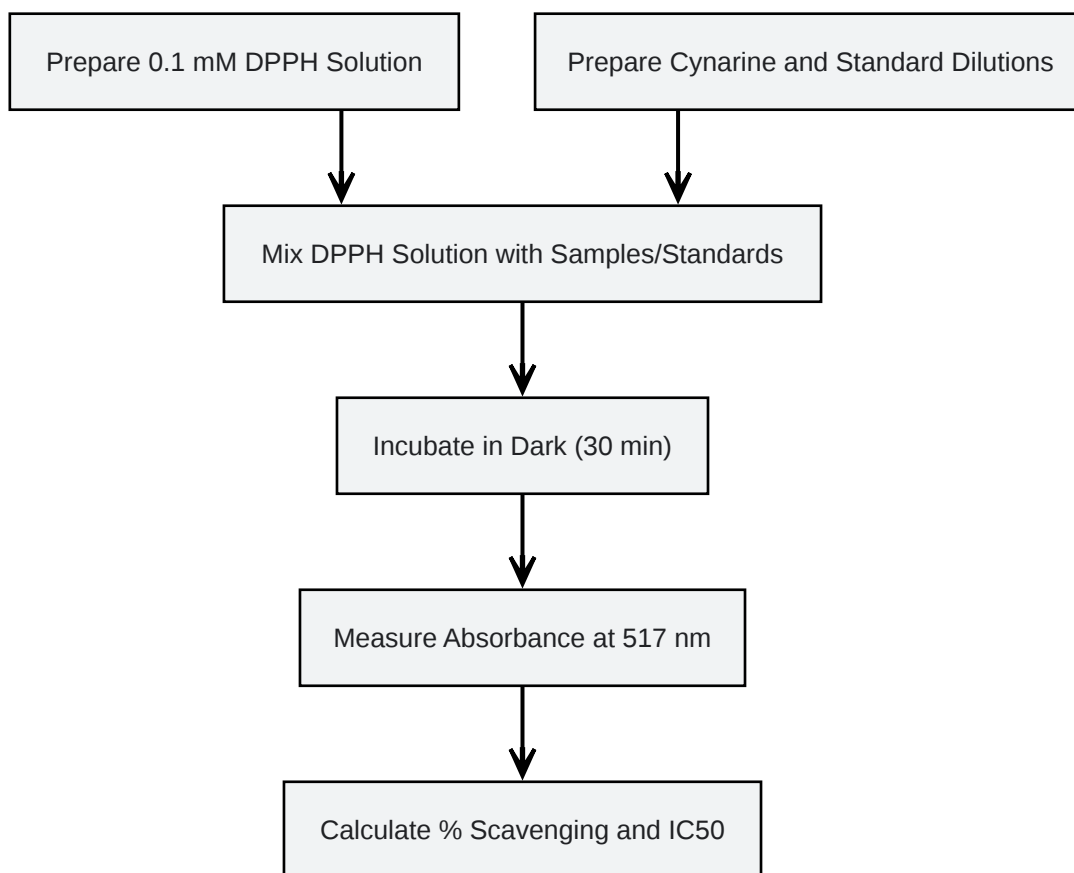 Prepare 0.1 mM DPPH Solution
Prepare Cynarine and Standard Dilutions
Mix DPPH Solution with Samples/Standards
Incubate in Dark (30 min)
Measure Absorbance at 517 nm
Calculate % Scavenging and IC50